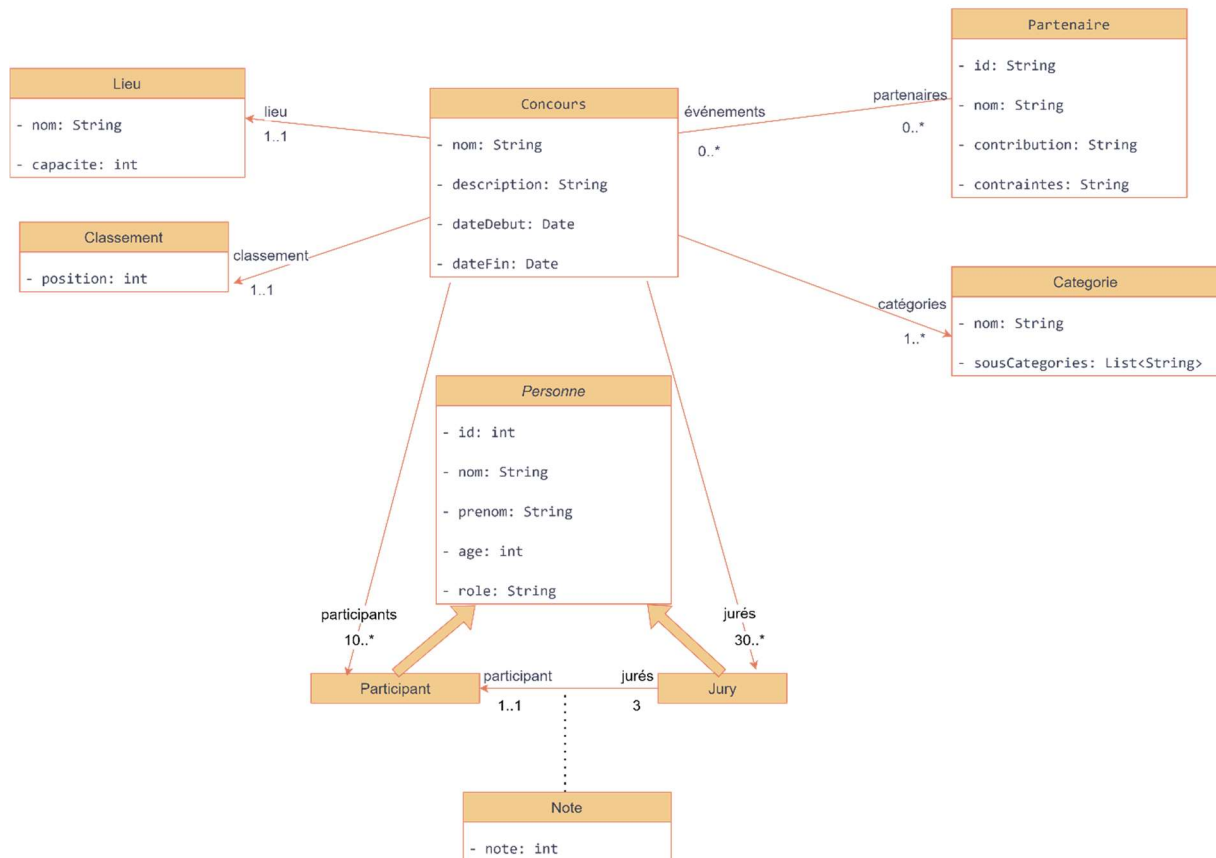 Lieu
- nom: String
- capacite: int
lieu
1..1
Classement
- position: int
classement
1..1
Concours
- nom: String
- description: String
- dateDebut: Date
- dateFin: Date
événements
0..*
partenaires
0..*
Partenaire
- id: String
- nom: String
- contribution: String
- contraintes: String
catégories
1..*
Categorie
- nom: String
- sousCategories: List<String>
Personne
- id: int
- nom: String
- prenom: String
- age: int
- role: String
participants
10..*
jurés
30..*
Participant
participant
1..1
jurés
3
Jury
Note
- note: int